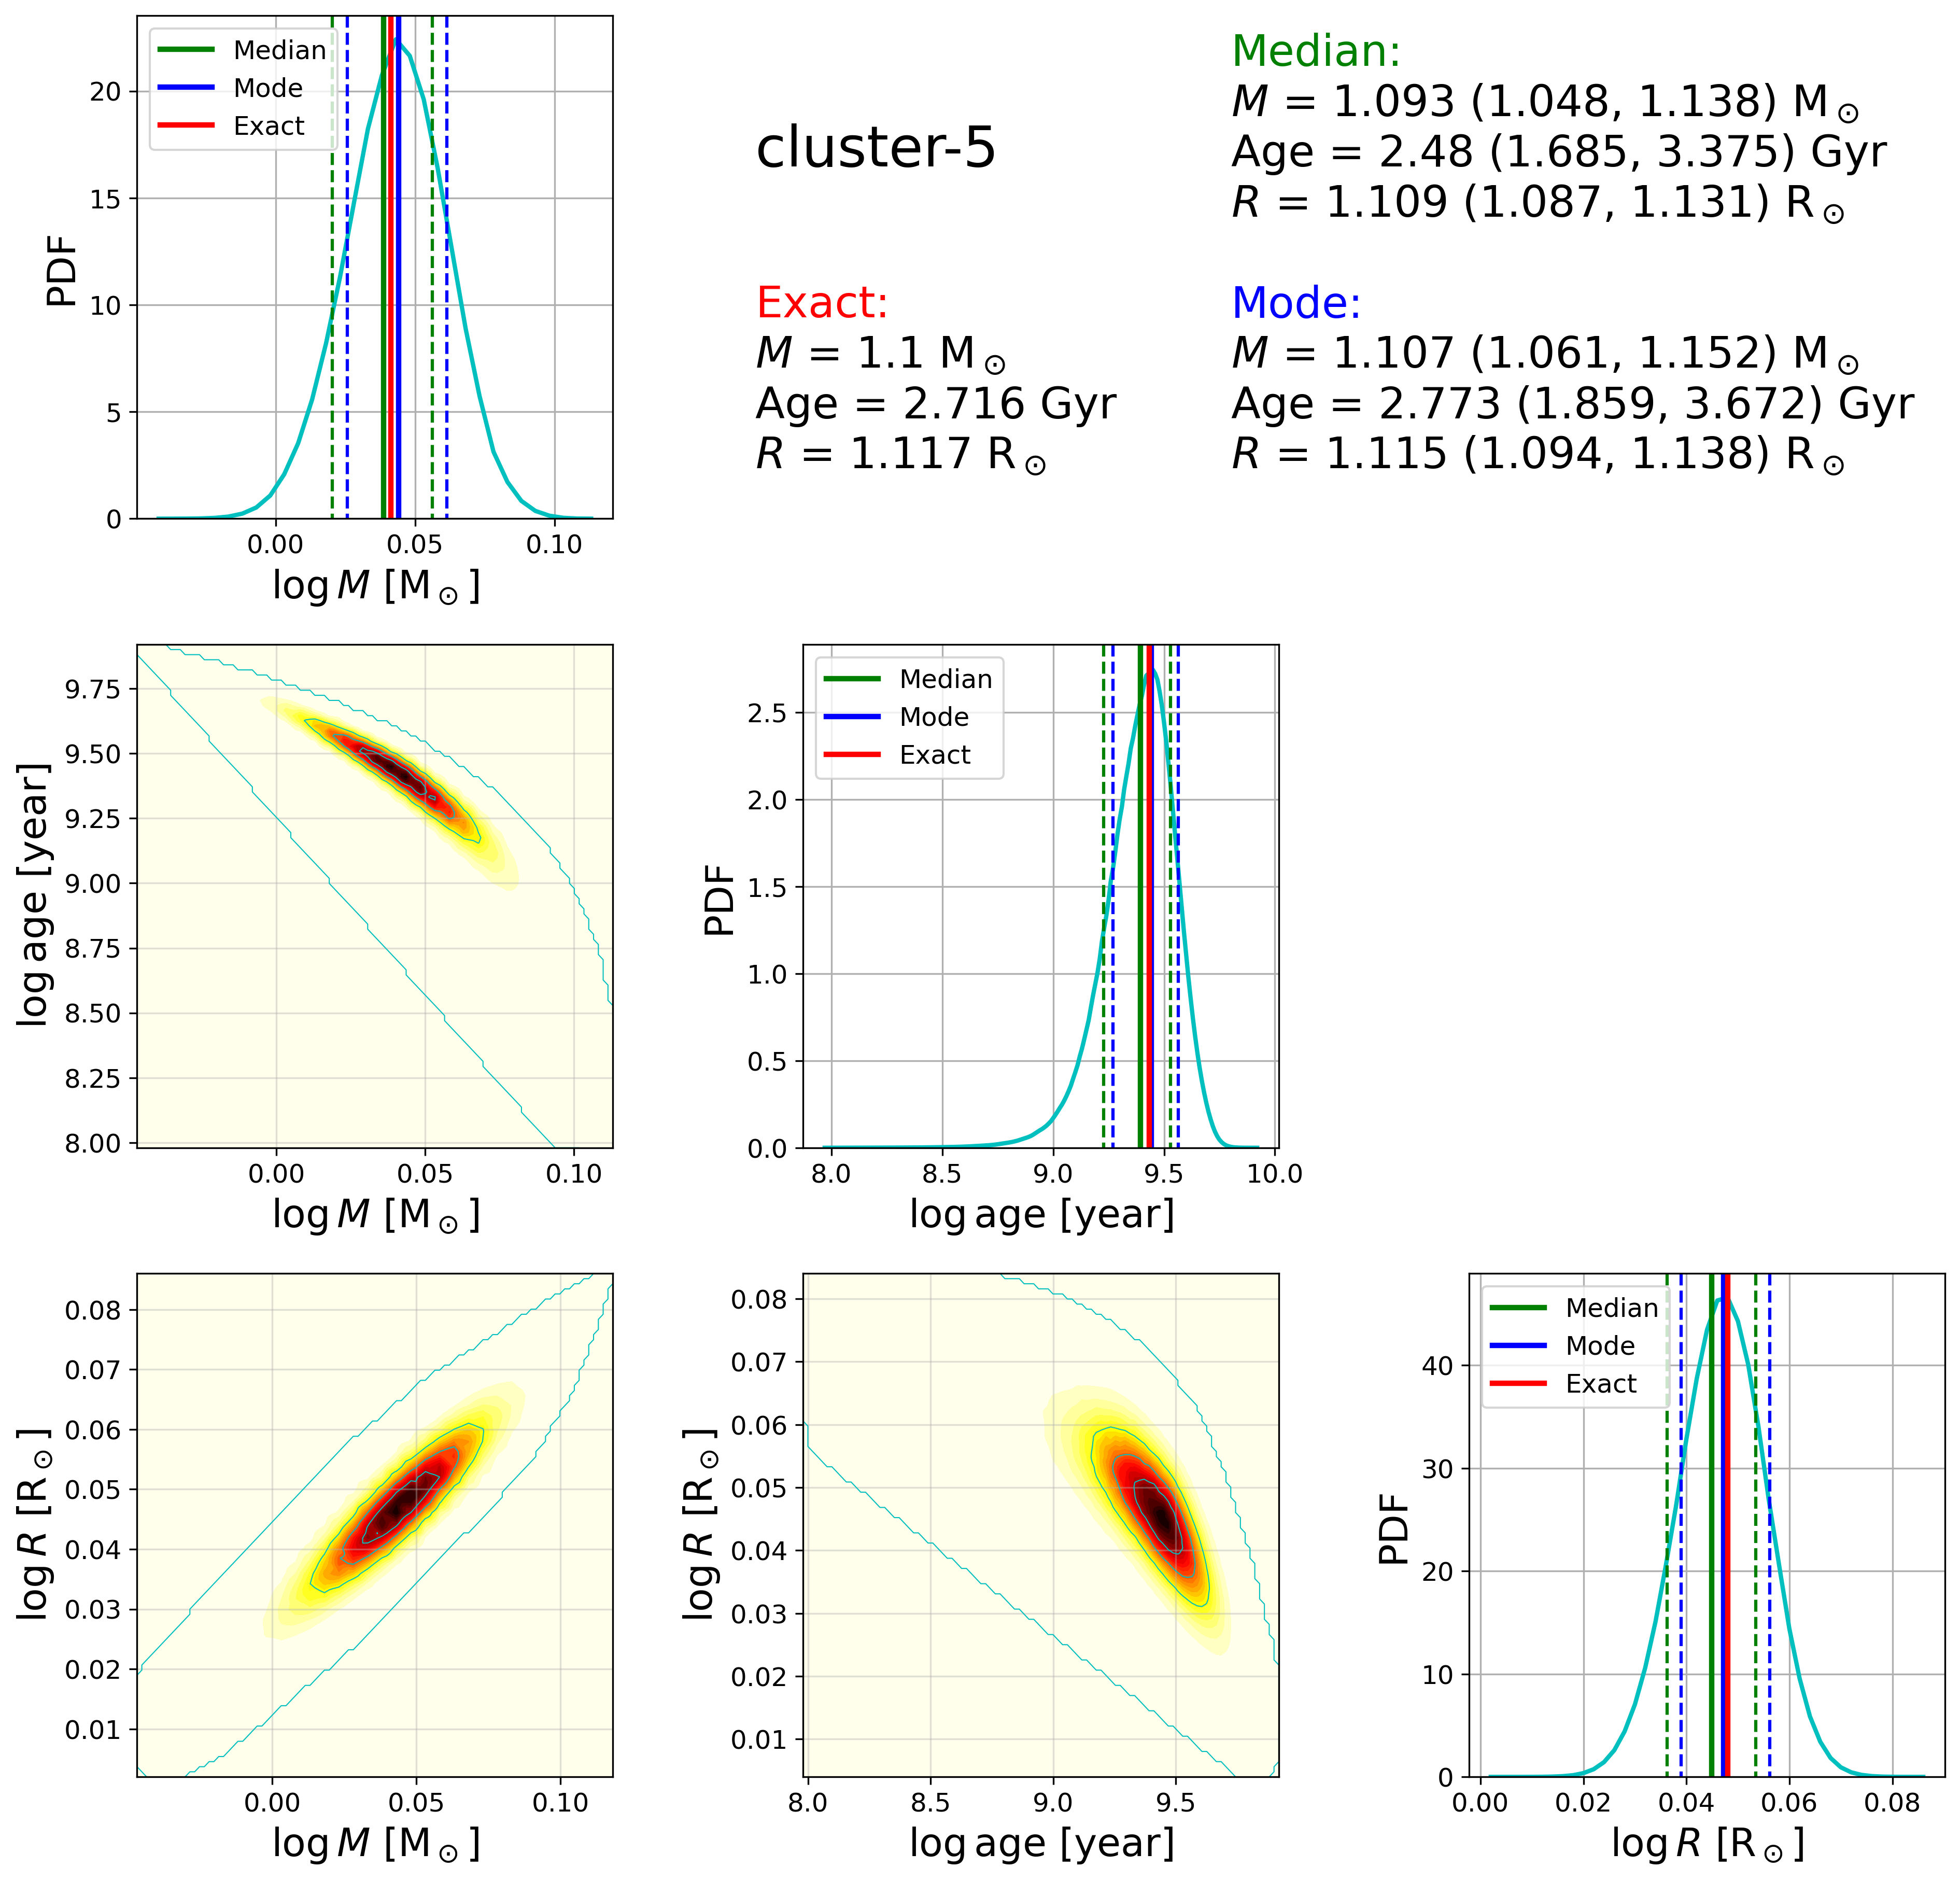 Median
Mode
Exact
20
15
10
5
0
PDF
0.00 0.05 0.10
log M [M⊙]
cluster-5
Median:
M = 1.093 (1.048, 1.138) M⊙
Age = 2.48 (1.685, 3.375) Gyr
R = 1.109 (1.087, 1.131) R⊙
Exact:
M = 1.1 M⊙
Age = 2.716 Gyr
R = 1.117 R⊙
Mode:
M = 1.107 (1.061, 1.152) M⊙
Age = 2.773 (1.859, 3.672) Gyr
R = 1.115 (1.094, 1.138) R⊙
9.75
9.50
9.25
9.00
8.75
8.50
8.25
8.00
log age [year]
0.00 0.05 0.10
log M [M⊙]
Median
Mode
Exact
2.5
2.0
1.5
1.0
0.5
0.0
PDF
8.0 8.5 9.0 9.5 10.0
log age [year]
0.08
0.07
0.06
0.05
0.04
0.03
0.02
0.01
log R [R⊙]
0.00 0.05 0.10
log M [M⊙]
0.08
0.07
0.06
0.05
0.04
0.03
0.02
0.01
log R [R⊙]
8.0 8.5 9.0 9.5
log age [year]
Median
Mode
Exact
40
30
20
10
0
PDF
0.00 0.02 0.04 0.06 0.08
log R [R⊙]